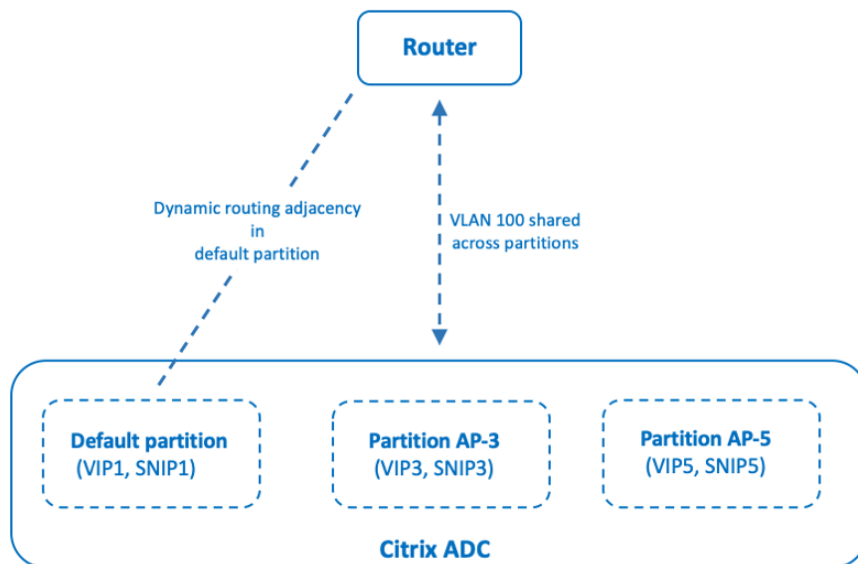 Router
Dynamic routing adjacency
in
default partition
VLAN 100 shared
across partitions
Default partition
(VIP1, SNIP1)
Partition AP-3
(VIP3, SNIP3)
Partition AP-5
(VIP5, SNIP5)
Citrix ADC